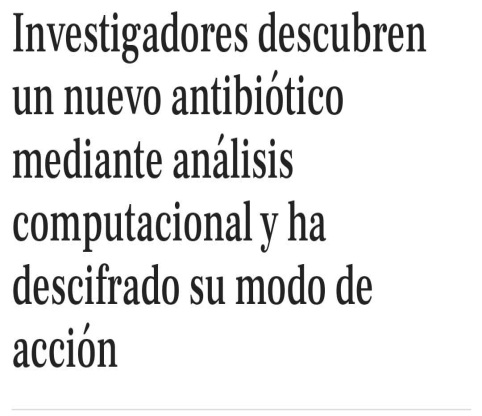 Investigadores descubren
un nuevo antibiótico
mediante análisis
computacional y ha
descifrado su modo de
acción